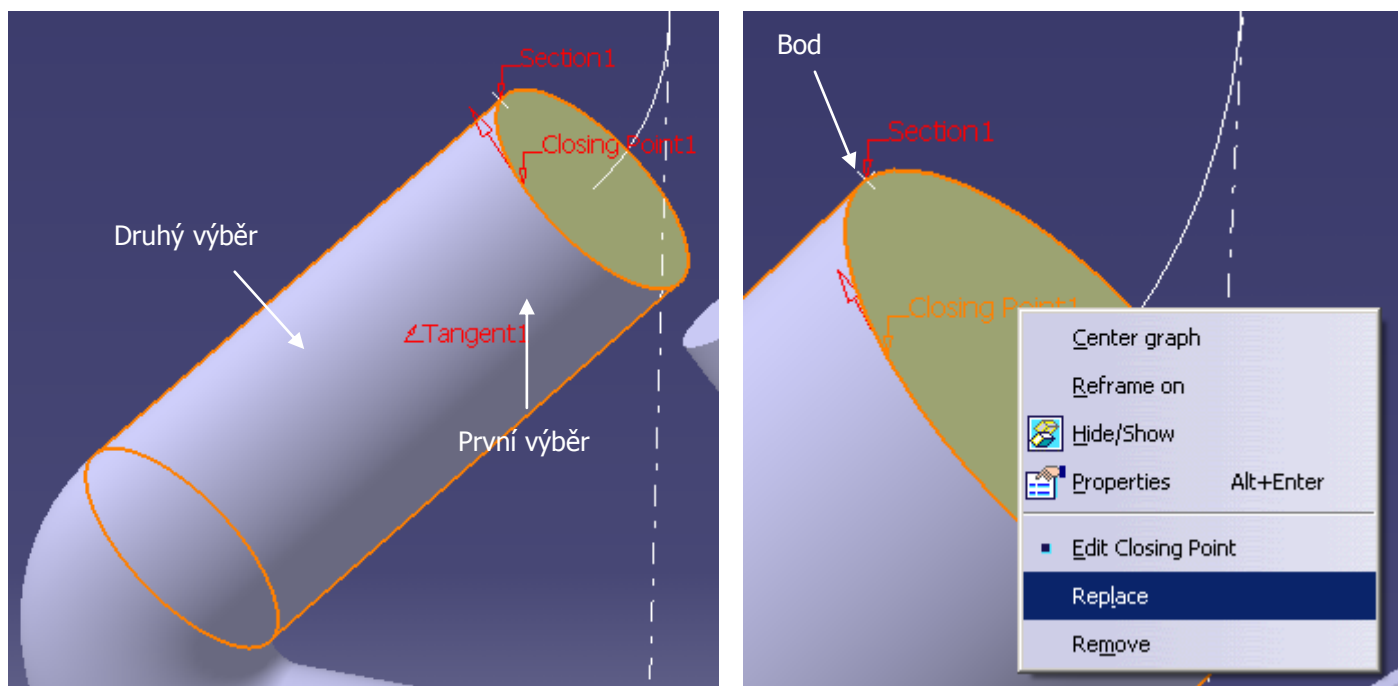 Section1
Closing Point1
Druhý výběr
Tangent1
První výběr
Bod
Section1
Closing Point1
Center graph
Reframe on
Hide/Show
Properties Alt+Enter
Edit Closing Point
Replace
Remove